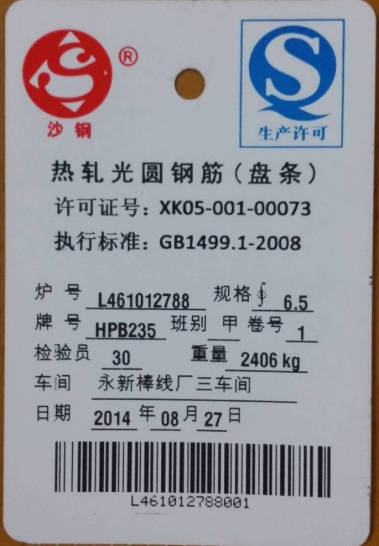 沙钢 ® 生产许可
热轧光圆钢筋(盘条)
许可证号：XK05-001-00073
执行标准：GB1499.1-2008
炉号 L461012788 规格∮ 6.5
牌号 HPB235 班别 甲 卷号 1
检验员 30 重量 2406 kg
车间 永新棒线厂三车间
日期 2014 年 08 月 27 日
L461012788001